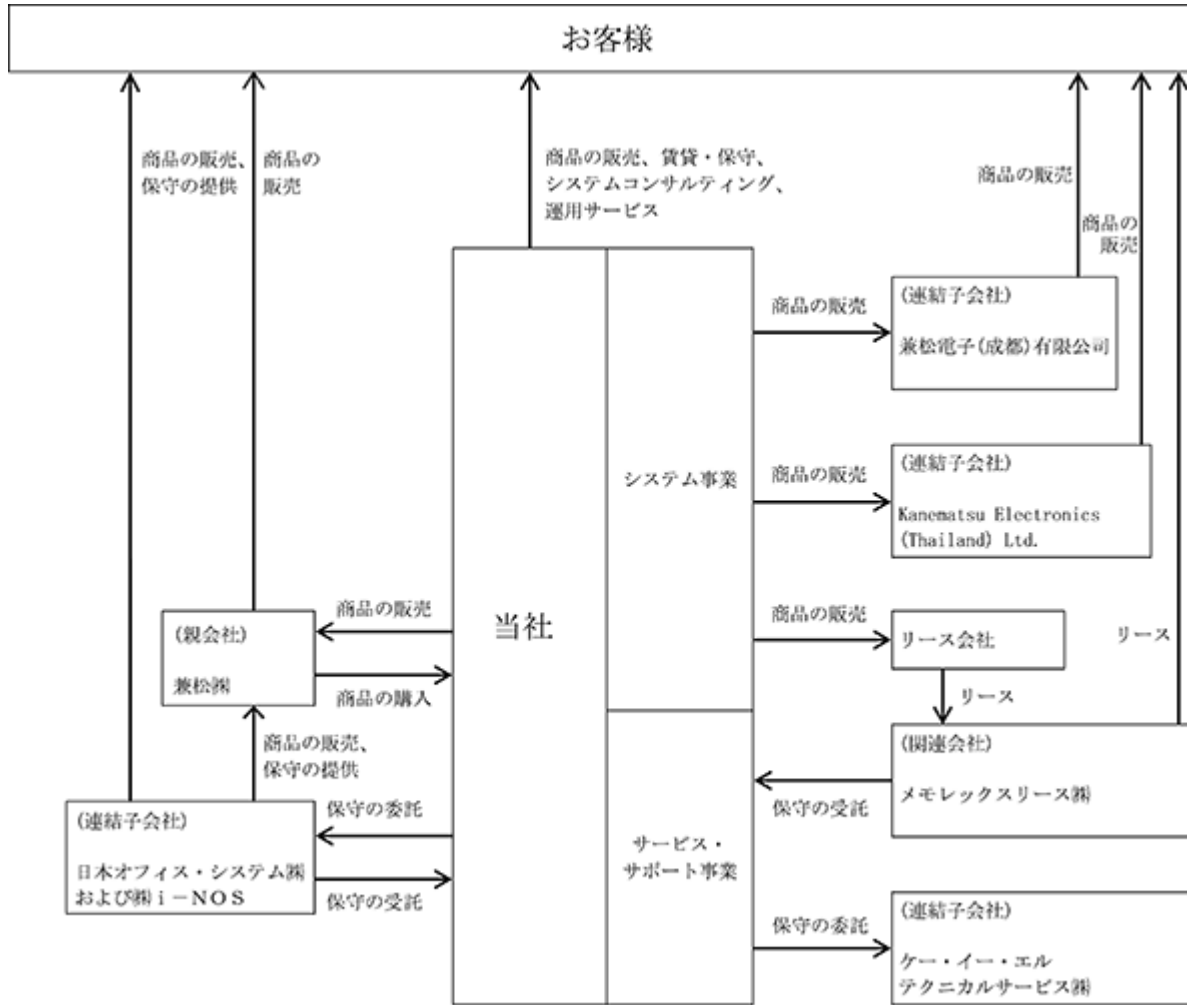 お客様
商品の販売、
保守の提供
商品の
販売
商品の販売、賃貸・保守、
システムコンサルティング、
運用サービス
商品の販売
商品の
販売
当社
システム事業
サービス・
サポート事業
商品の販売
(連結子会社)
兼松電子(成都)有限公司
商品の販売
(連結子会社)
Kanematsu Electronics
(Thailand) Ltd.
商品の販売
リース会社
リース
リース
(関連会社)
メモレックスリース㈱
保守の受託
保守の委託
(連結子会社)
ケー・イー・エル
テクニカルサービス㈱
商品の販売
(親会社)
兼松㈱
商品の購入
商品の販売、
保守の提供
保守の委託
(連結子会社)
日本オフィス・システム㈱
および㈱ｉ－ＮＯＳ
保守の受託